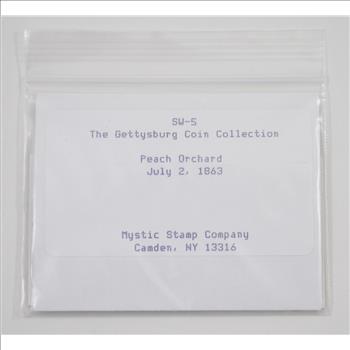 SW-5
The Gettysburg Coin Collection
Peach Orchard
July 2, 1863
Mystic Stamp Company
Camden, NY 13316